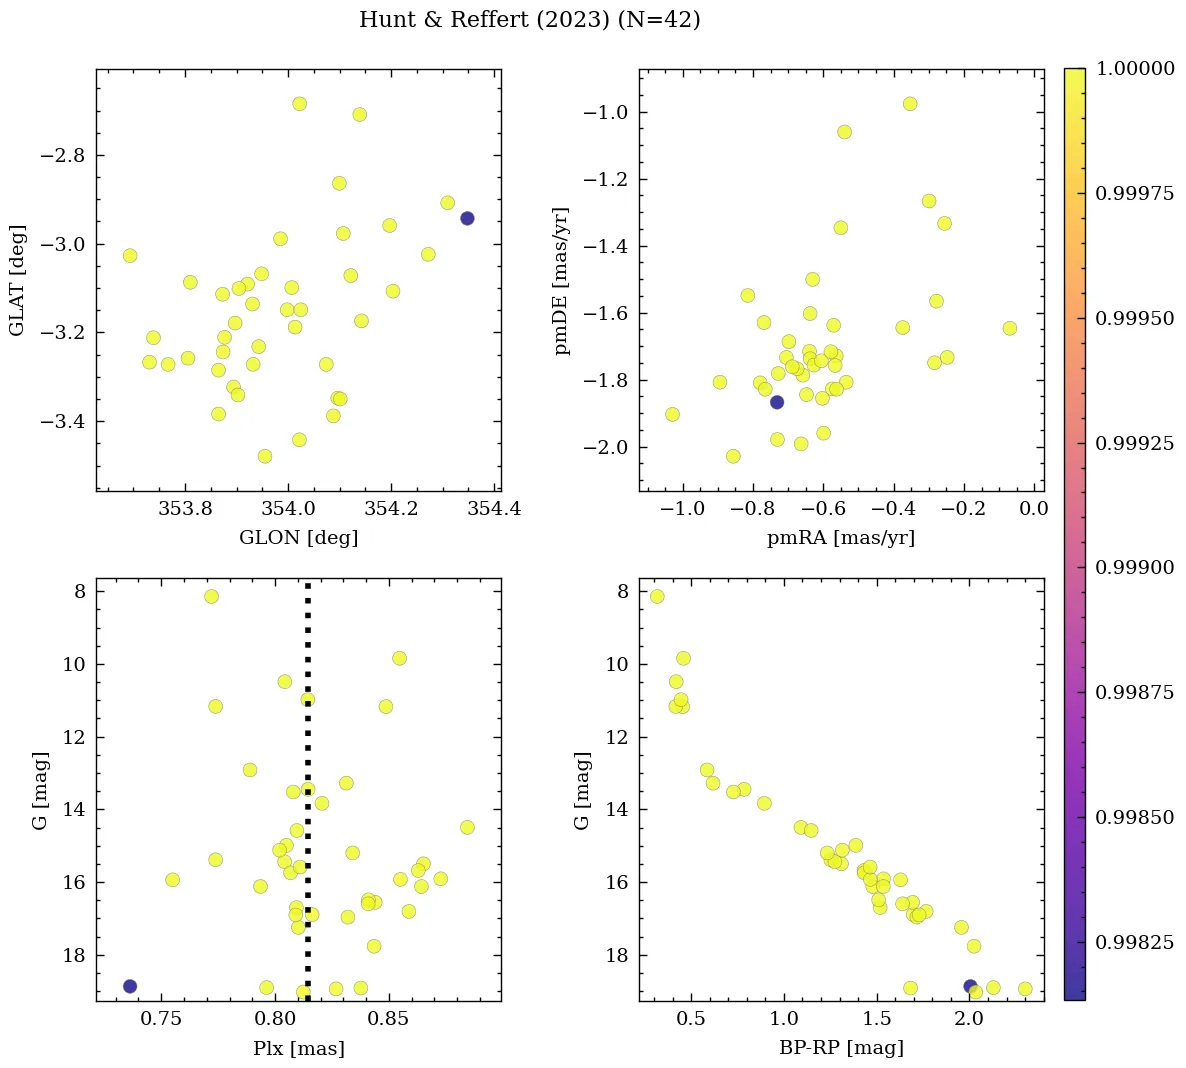 Hunt & Reffert (2023) (N=42)
−2.8
−3.0
−3.2
−3.4
GLAT [deg]
353.8 354.0 354.2 354.4
GLON [deg]
−1.0
−1.2
−1.4
−1.6
−1.8
−2.0
pmDE [mas/yr]
−1.0 −0.8 −0.6 −0.4 −0.2 0.0
pmRA [mas/yr]
8
10
12
14
16
18
G [mag]
0.75 0.80 0.85
Plx [mas]
8
10
12
14
16
18
G [mag]
0.5 1.0 1.5 2.0
BP-RP [mag]
1.00000
0.99975
0.99950
0.99925
0.99900
0.99875
0.99850
0.99825